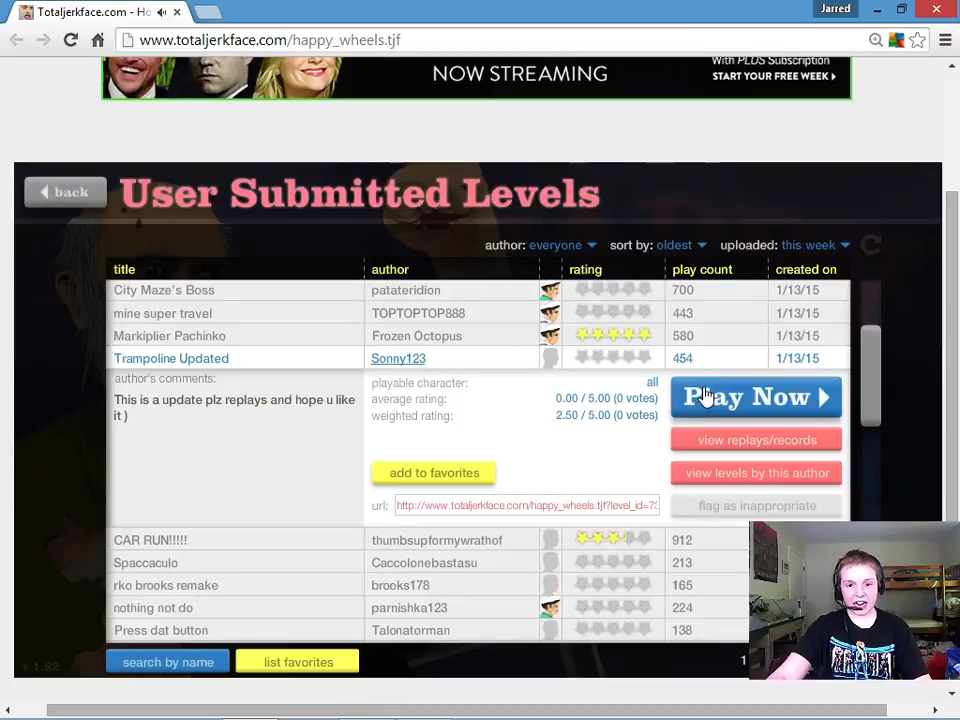 Totaljerkface.com - Ho
Jarred
www.totaljerkface.com/happy_wheels.tjf
NOW STREAMING
With PLUS Subscription
START YOUR FREE WEEK
back
User Submitted Levels
author: everyone sort by: oldest uploaded: this week
title author rating play count created on
City Maze's Boss patateridion 700 1/13/15
mine super travel TOPTOPTOP888 443 1/13/15
Markiplier Pachinko Frozen Octopus 580 1/13/15
Trampoline Updated Sonny123 454 1/13/15
author's comments:
This is a update plz replays and hope u like
it )
playable character: all
average rating: 0.00 / 5.00 (0 votes)
weighted rating: 2.50 / 5.00 (0 votes)
add to favorites
url: http://www.totaljerkface.com/happy_wheels.tjf?level_id=7
Play Now
view replays/records
view levels by this author
flag as inappropriate
CAR RUN!!!!! thumbsupformywrathof 912
Spaccaculo Caccolonebastasu 213
rko brooks remake brooks178 165
nothing not do parnishka123 224
Press dat button Talonatorman 138
v 1.82
search by name
list favorites
1